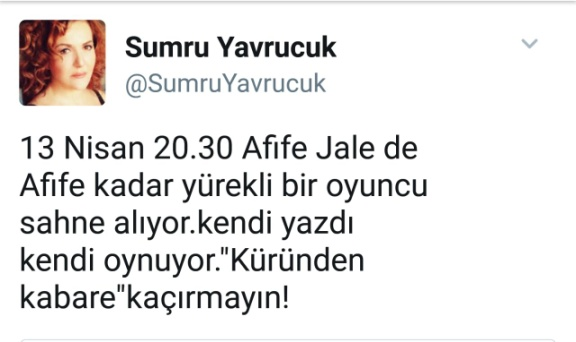 Sumru Yavrucuk
@SumruYavrucuk
13 Nisan 20.30 Afife Jale de
Afife kadar yürekli bir oyuncu
sahne alıyor.kendi yazdı
kendi oynuyor."Küründen
kabare"kaçırmayın!